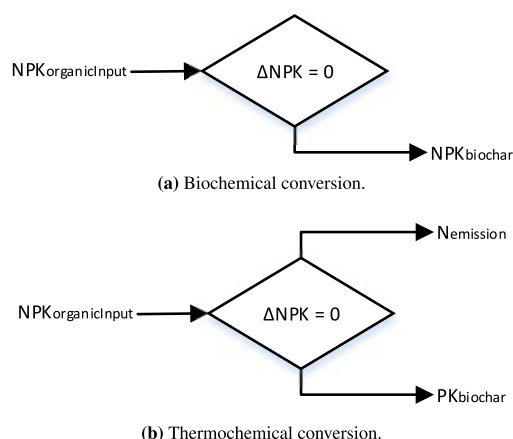 NPKorganicInput
ΔNPK = 0
NPKbiochar
(a) Biochemical conversion.
Nemission
NPKorganicInput
ΔNPK = 0
PKbiochar
(b) Thermochemical conversion.